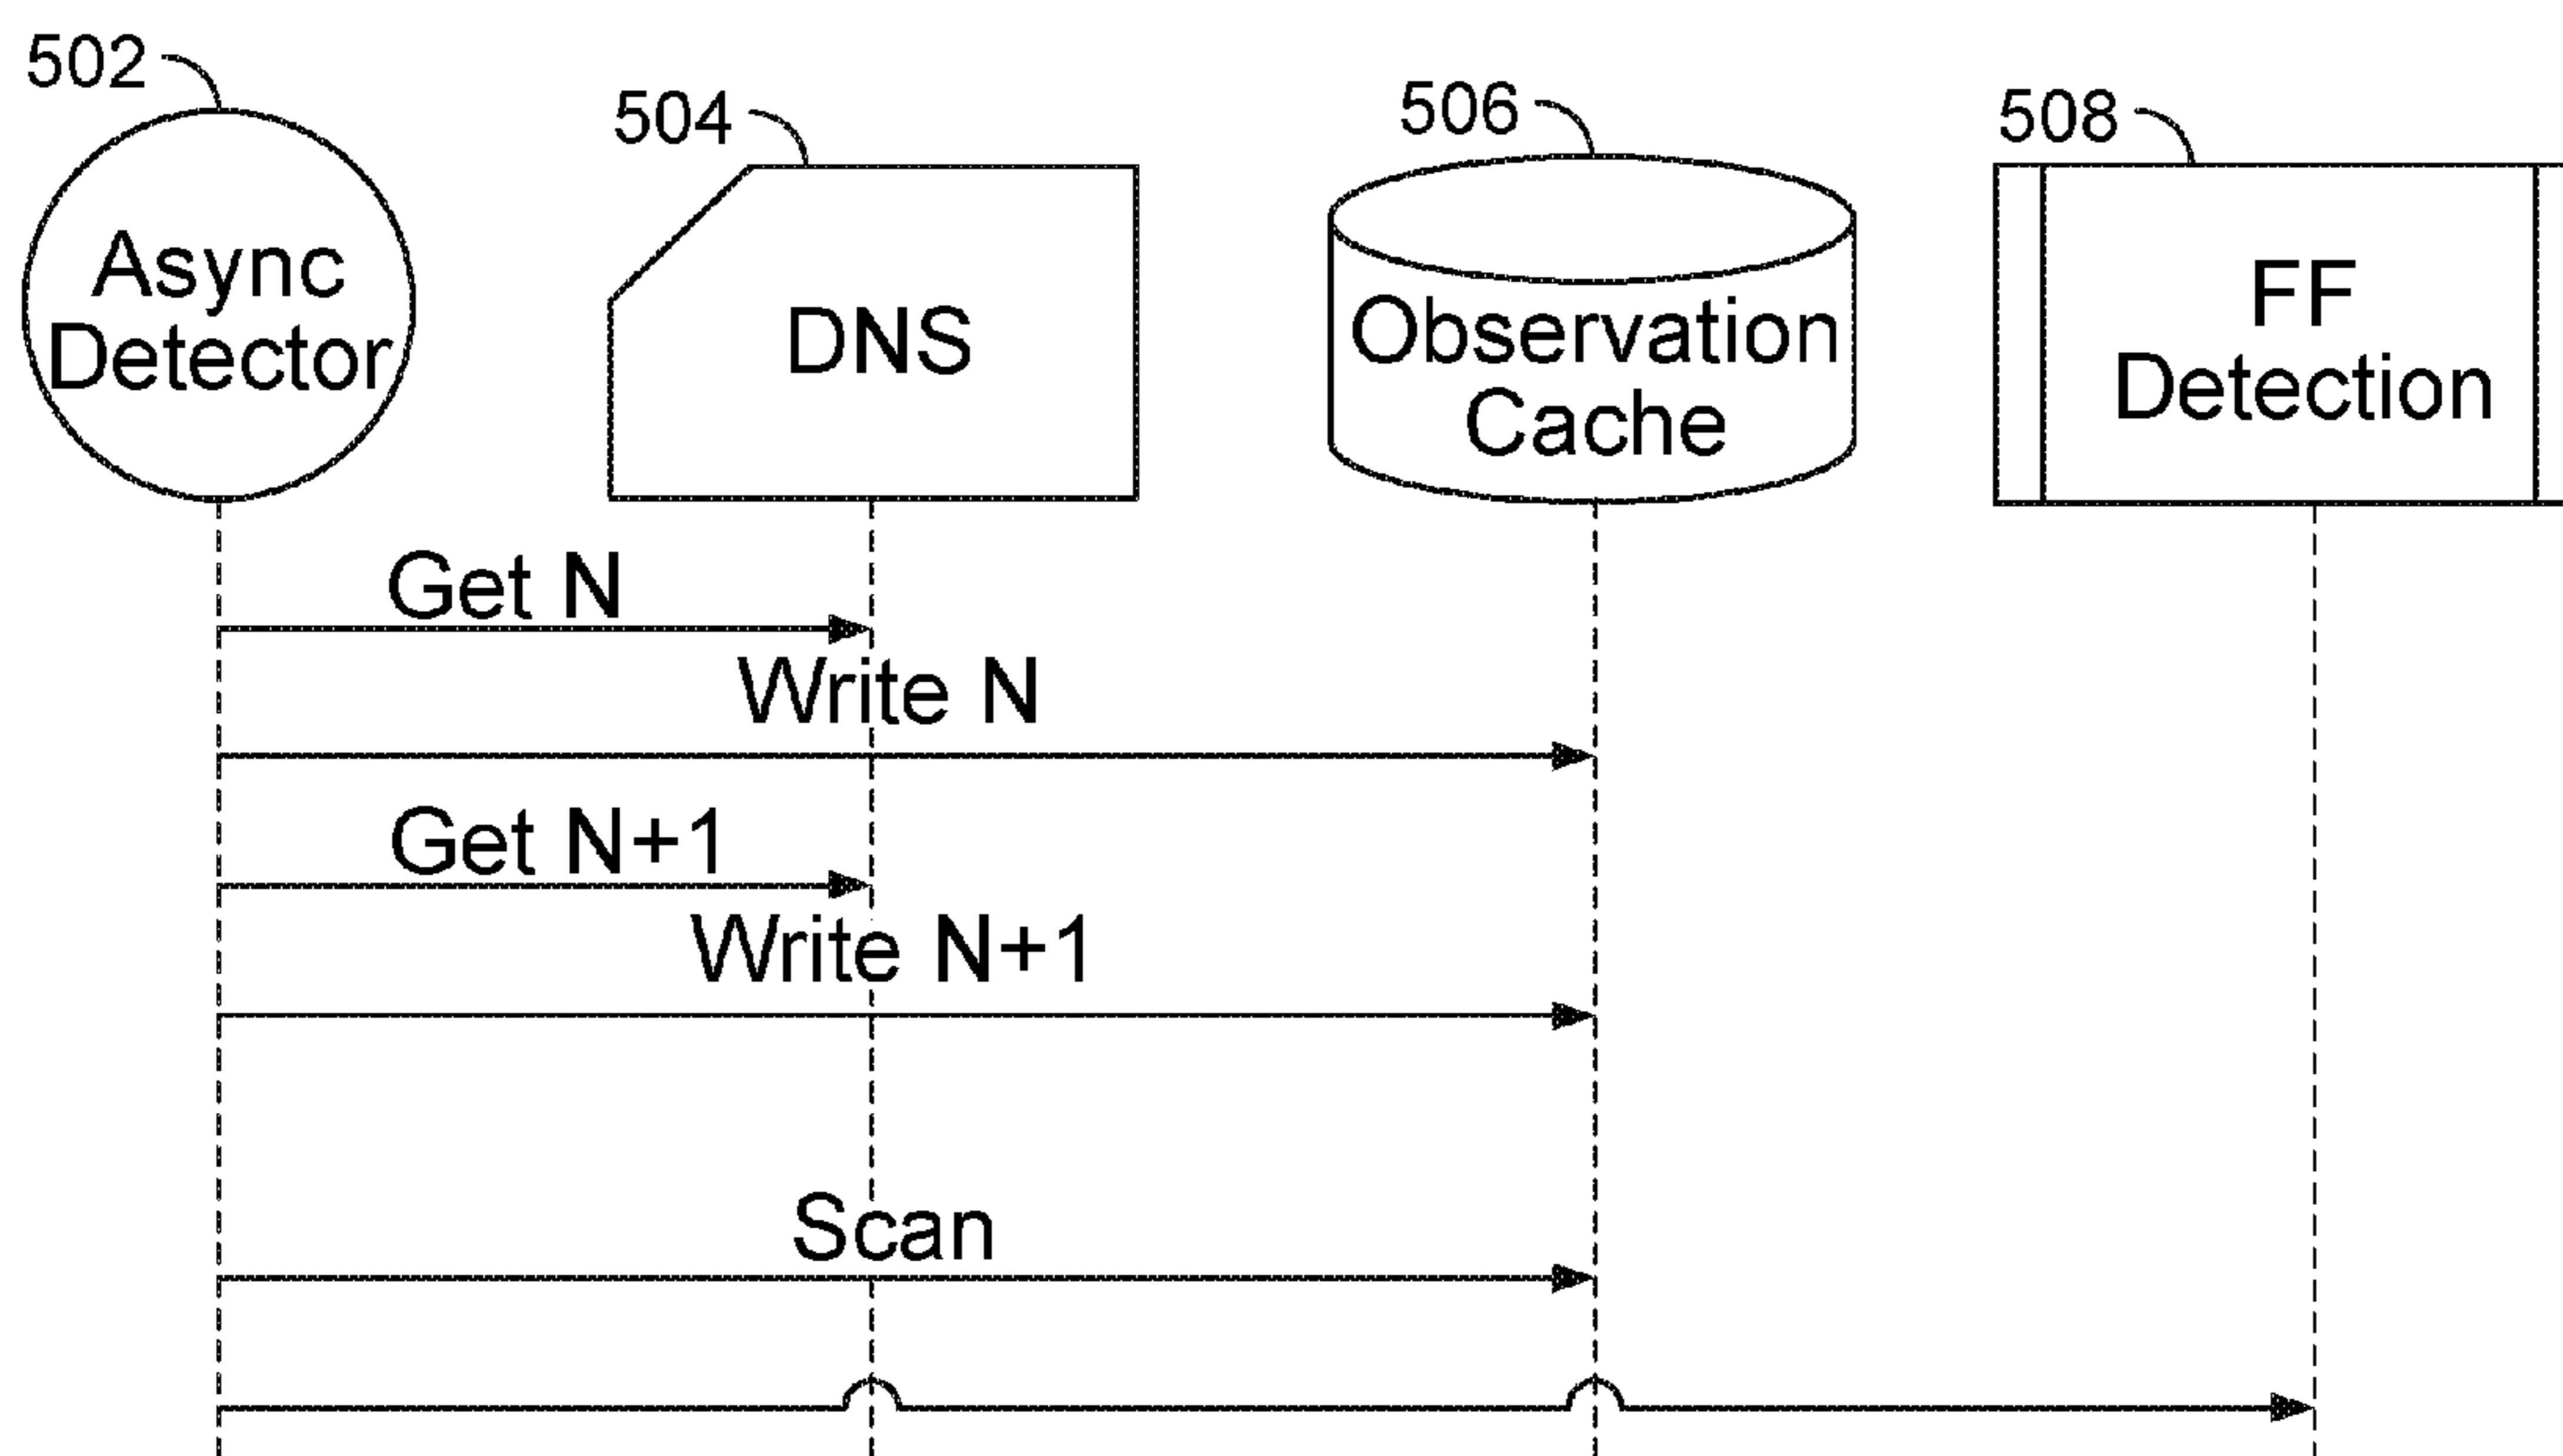 502
504
506
508
Async
Detector
DNS
Observation
Cache
FF
Detection
Get N
Write N
Get N+1
Write N+1
Scan